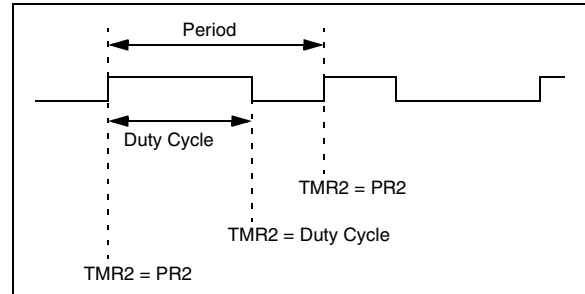 Period
Duty Cycle
TMR2 = PR2
TMR2 = Duty Cycle
TMR2 = PR2